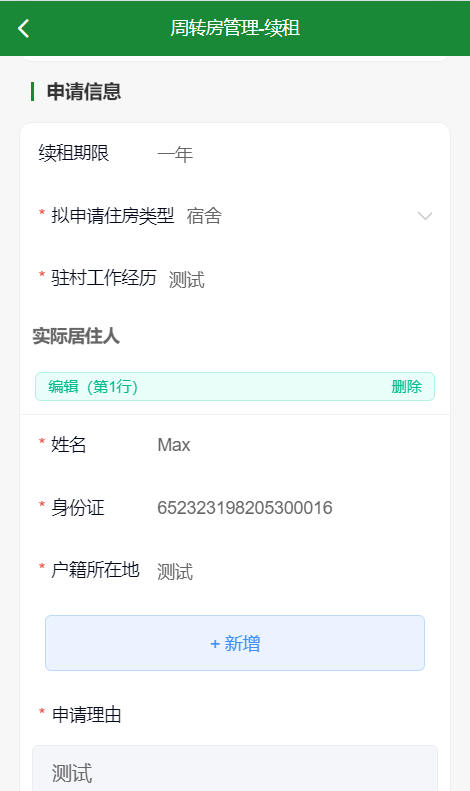 周转房管理-续租
申请信息
续租期限 一年
* 拟申请住房类型 宿舍
* 驻村工作经历 测试
实际居住人
编辑（第1行） 删除
* 姓名 Max
* 身份证 652323198205300016
* 户籍所在地 测试
+ 新增
* 申请理由
测试